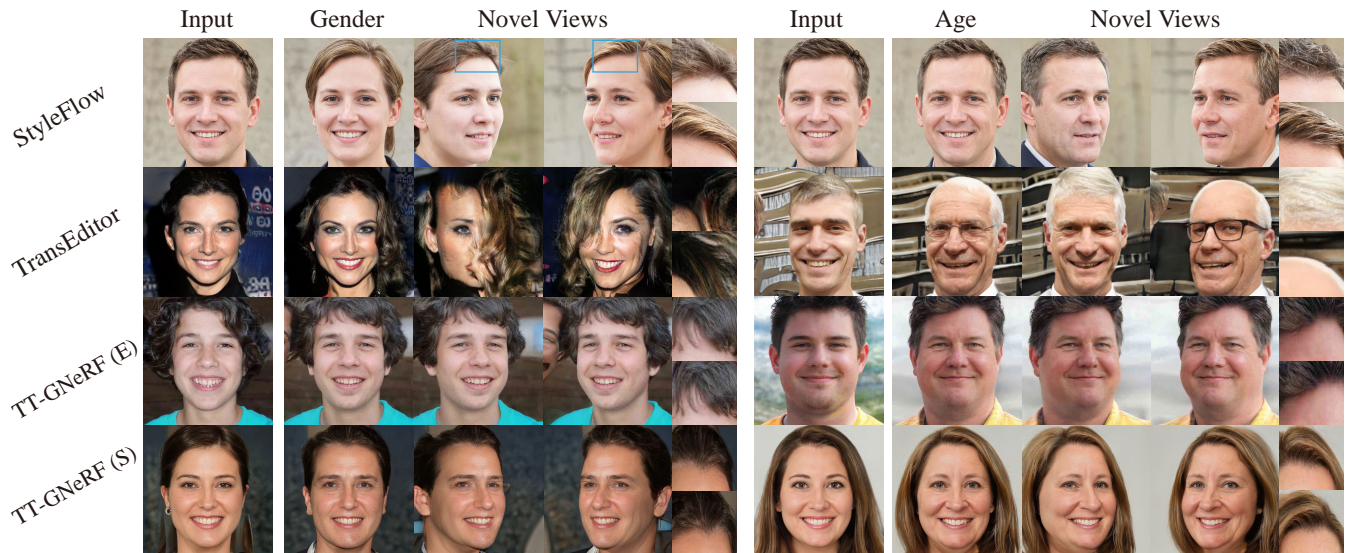 Input Gender Novel Views Input Age Novel Views
StyleFlow
TransEditor
TT-GNeRF (E)
TT-GNeRF (S)